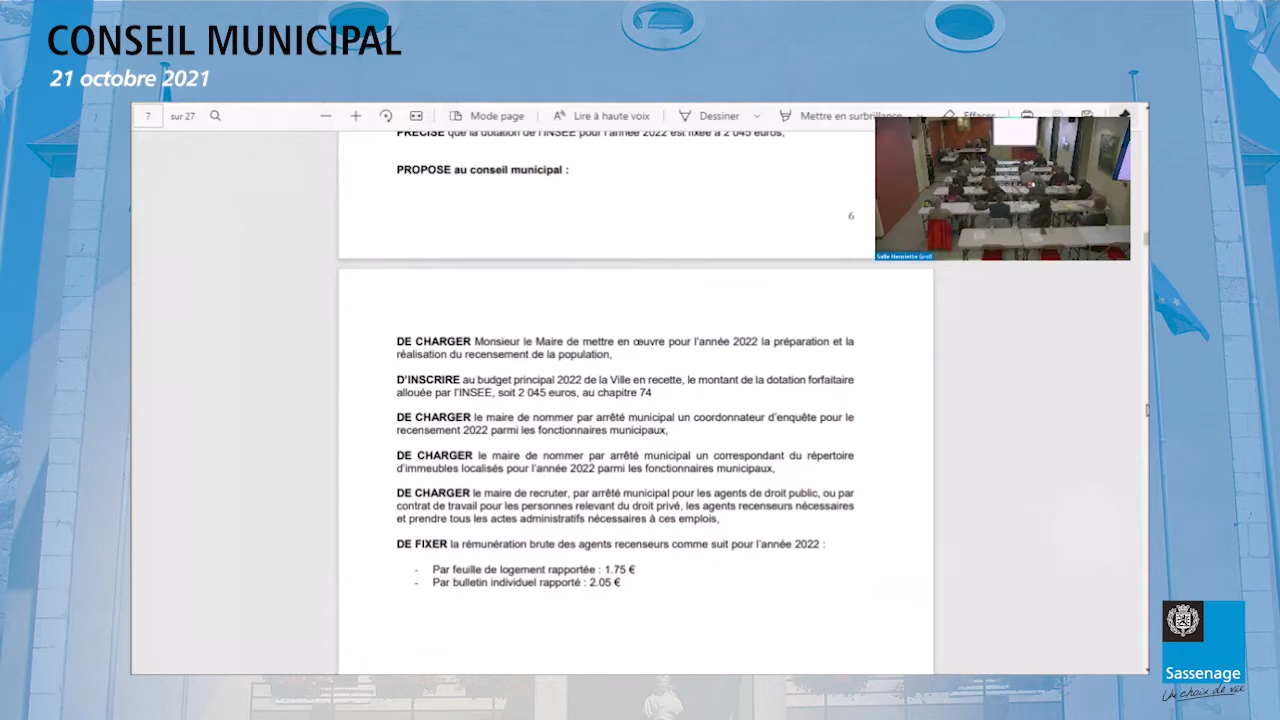 CONSEIL MUNICIPAL
21 octobre 2021
7 sur 27 Mode page Lire à haute voix Dessiner Mettre en surbrillance Effacer
PRÉCISE que la dotation de l'INSEE pour l'année 2022 est fixée à 2 045 euros,
PROPOSE au conseil municipal :
6
Salle Henriette Groll
DE CHARGER Monsieur le Maire de mettre en œuvre pour l'année 2022 la préparation et la
réalisation du recensement de la population,
D'INSCRIRE au budget principal 2022 de la Ville en recette, le montant de la dotation forfaitaire
allouée par l'INSEE, soit 2 045 euros, au chapitre 74
DE CHARGER le maire de nommer par arrêté municipal un coordonnateur d'enquête pour le
recensement 2022 parmi les fonctionnaires municipaux,
DE CHARGER le maire de nommer par arrêté municipal un correspondant du répertoire
d'immeubles localisés pour l'année 2022 parmi les fonctionnaires municipaux,
DE CHARGER le maire de recruter, par arrêté municipal pour les agents de droit public, ou par
contrat de travail pour les personnes relevant du droit privé, les agents recenseurs nécessaires
et prendre tous les actes administratifs nécessaires à ces emplois,
DE FIXER la rémunération brute des agents recenseurs comme suit pour l'année 2022 :
- Par feuille de logement rapportée : 1.75 €
- Par bulletin individuel rapporté : 2.05 €
Sassenage
Un choix de vie